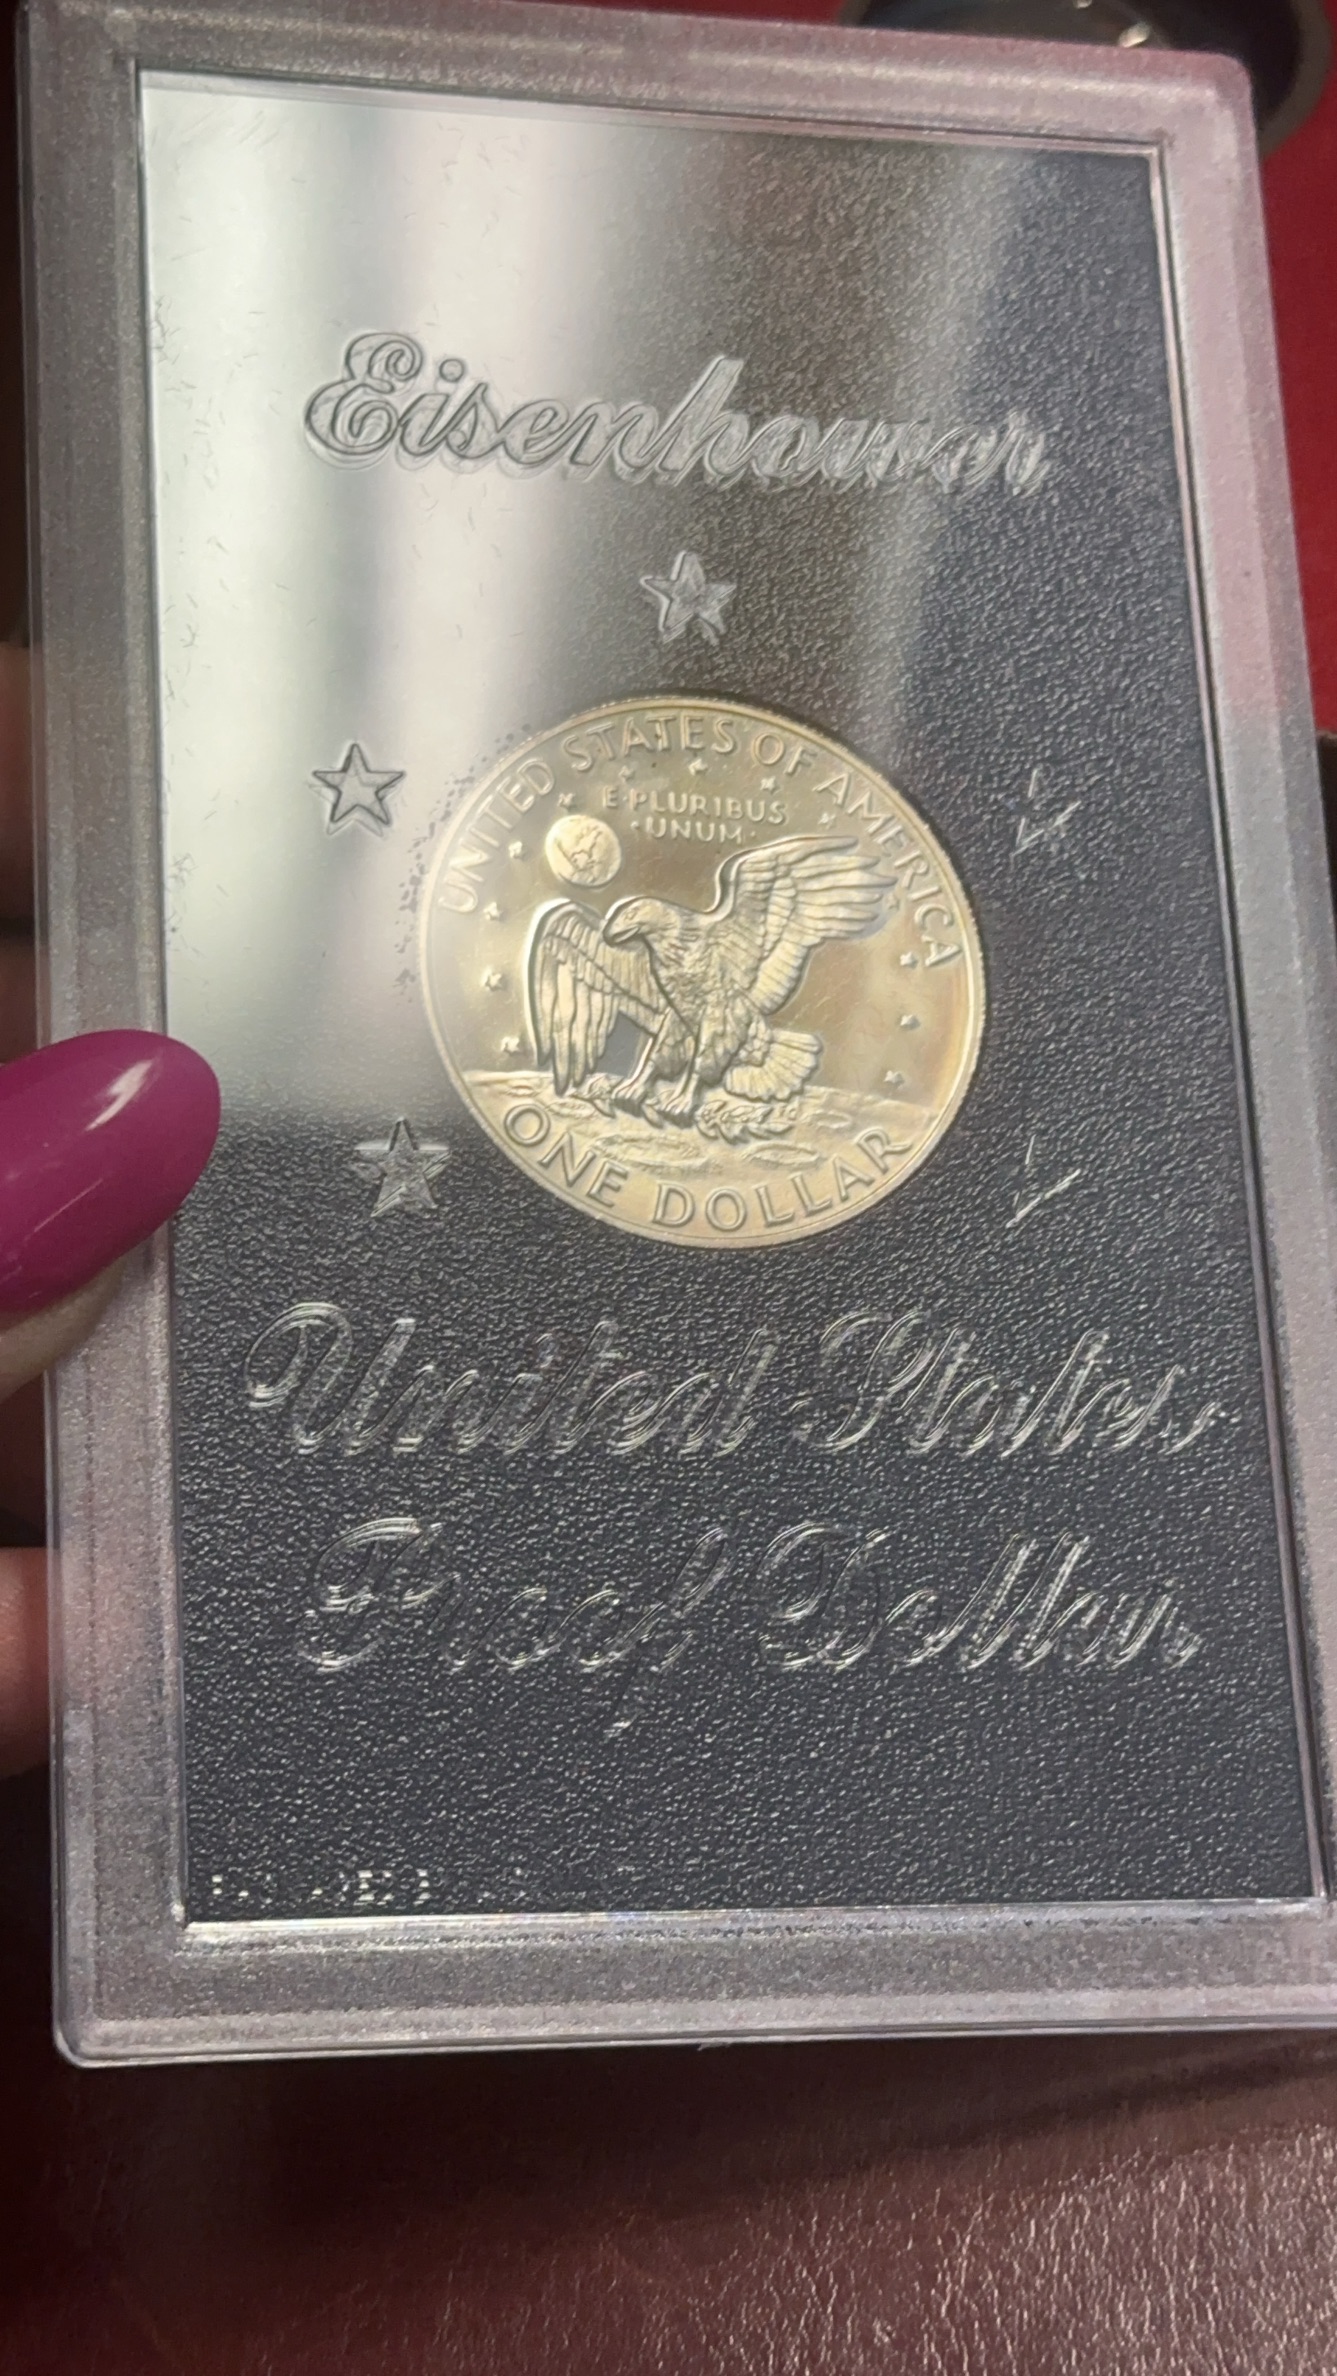 Eisenhower
UNITED STATES OF AMERICA
E·PLURIBUS
·UNUM·
ONE DOLLAR
United States
Proof Dollar